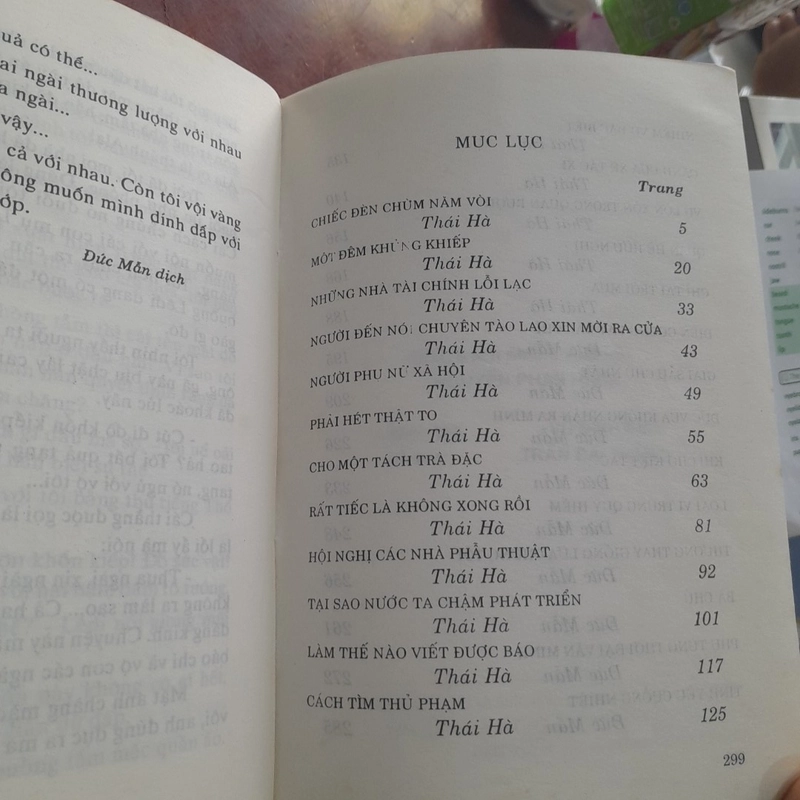 uả có thế...
ai ngài thương lượng với nhau
a ngài...
vậy...
cả với nhau. Còn tôi vội vàng
ông muốn mình dính dấp với
ớp.
Đức Mẫn dịch
MỤC LỤC
Trang
CHIẾC ĐÈN CHÙM NĂM VÒI
Thái Hà 5
MỘT ĐÊM KHỦNG KHIẾP
Thái Hà 20
NHỮNG NHÀ TÀI CHÍNH LỖI LẠC
Thái Hà 33
NGƯỜI ĐẾN NÓI CHUYỆN TÀO LAO XIN MỜI RA CỬA
Thái Hà 43
NGƯỜI PHỤ NỮ XÃ HỘI
Thái Hà 49
PHẢI HÉT THẬT TO
Thái Hà 55
CHO MỘT TÁCH TRÀ ĐẶC
Thái Hà 63
RẤT TIẾC LÀ KHÔNG XONG RỒI
Thái Hà 81
HỘI NGHỊ CÁC NHÀ PHẪU THUẬT
Thái Hà 92
TẠI SAO NƯỚC TA CHẬM PHÁT TRIỂN
Thái Hà 101
LÀM THẾ NÀO VIẾT ĐƯỢC BÁO
Thái Hà 117
CÁCH TÌM THỦ PHẠM
Thái Hà 125
299